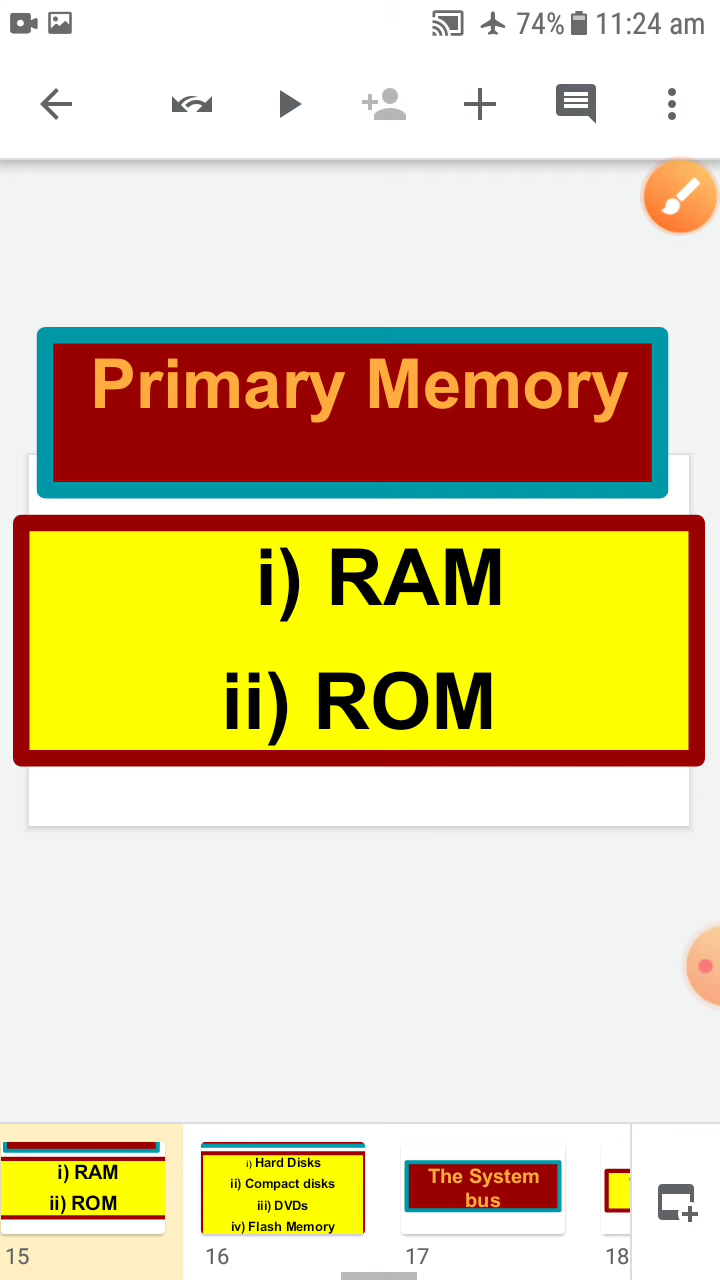 74% 11:24 am
Primary Memory
i) RAM
ii) ROM
i) RAM
ii) ROM
i) Hard Disks
ii) Compact disks
iii) DVDs
iv) Flash Memory
The System
bus
15
16
17
18